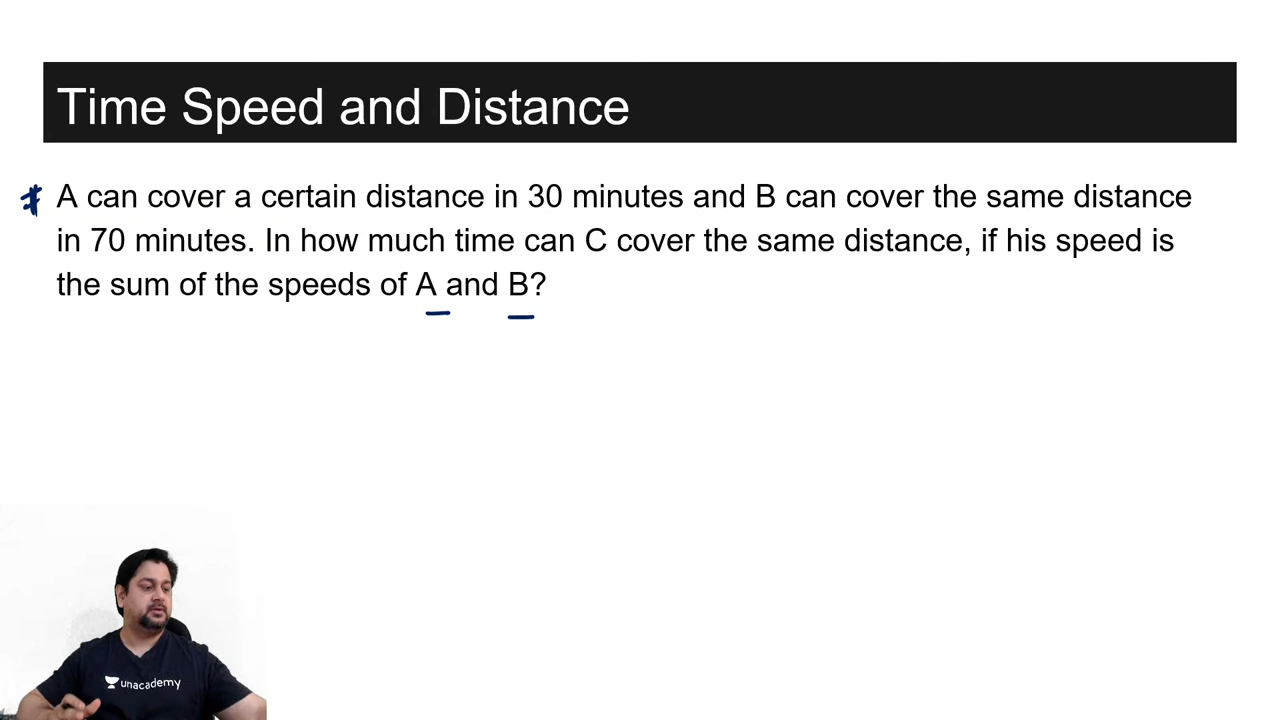 Time Speed and Distance
A can cover a certain distance in 30 minutes and B can cover the same distance
in 70 minutes. In how much time can C cover the same distance, if his speed is
the sum of the speeds of A and B?
unacademy